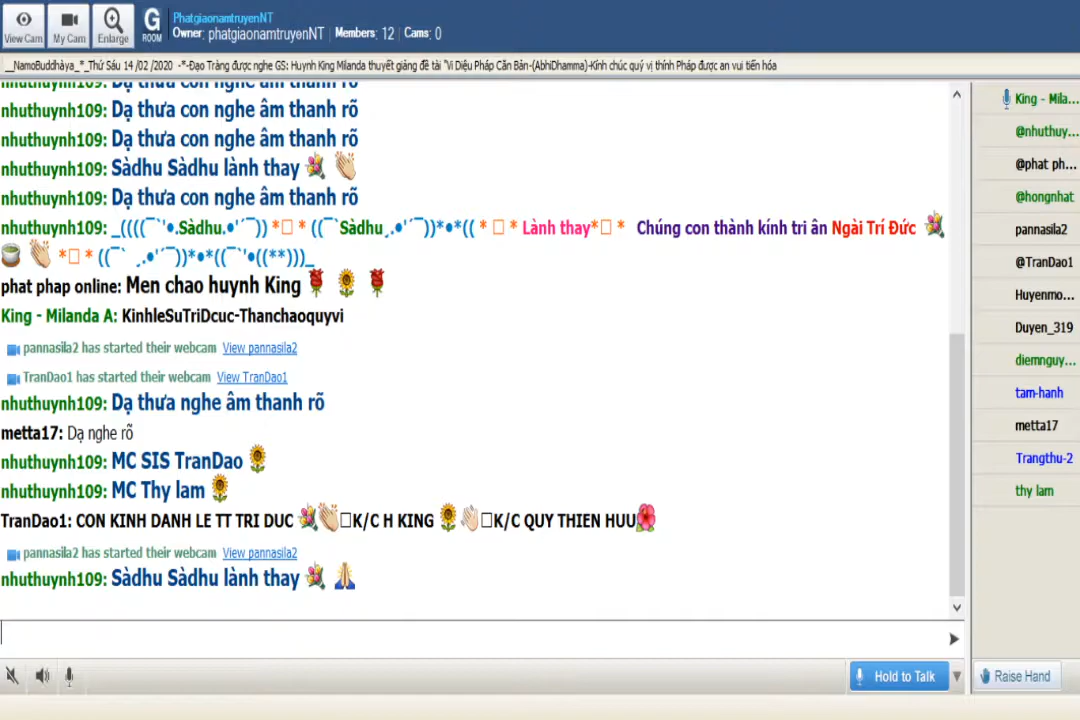 View Cam
My Cam
Enlarge
G
ROOM
PhatgiaonamtruyenNT
Owner: phatgiaonamtruyenNT | Members: 12 | Cams: 0
__NamoBuddhàya_*_Thứ Sáu 14 /02 /2020 -*-Đạo Tràng được nghe GS: Huynh King Milanda thuyết giảng đề tài "Vi Diệu Pháp Căn Bản-(AbhiDhamma)-Kính chúc quý vị thính Pháp được an vui tiến hóa
nhuthuynh109: Dạ thưa con nghe âm thanh rõ
nhuthuynh109: Dạ thưa con nghe âm thanh rõ
nhuthuynh109: Dạ thưa con nghe âm thanh rõ
nhuthuynh109: Sàdhu Sàdhu lành thay
nhuthuynh109: Dạ thưa con nghe âm thanh rõ
nhuthuynh109: _((((¯`'•.Sàdhu.•'´¯)) *□ * ((¯`Sàdhu¸.•'´¯))*•*(( * □ * Lành thay*□ * Chúng con thành kính tri ân Ngài Trí Đức
*□ * ((¯` ¸.•'´¯))*•*((¯`'•((**)))_
phat phap online: Men chao huynh King
King - Milanda A: KinhleSuTriDcuc-Thanchaoquyvi
pannasila2 has started their webcam View pannasila2
TranDao1 has started their webcam View TranDao1
nhuthuynh109: Dạ thưa nghe âm thanh rõ
metta17: Dạ nghe rõ
nhuthuynh109: MC SIS TranDao
nhuthuynh109: MC Thy lam
TranDao1: CON KINH DANH LE TT TRI DUC □K/C H KING □K/C QUY THIEN HUU
pannasila2 has started their webcam View pannasila2
nhuthuynh109: Sàdhu Sàdhu lành thay
King - Mila...
@nhuthuy...
@phat ph...
@hongnhat
pannasila2
@TranDao1
Huyenmo...
Duyen_319
diemnguy...
tam-hanh
metta17
Trangthu-2
thy lam
Hold to Talk
Raise Hand